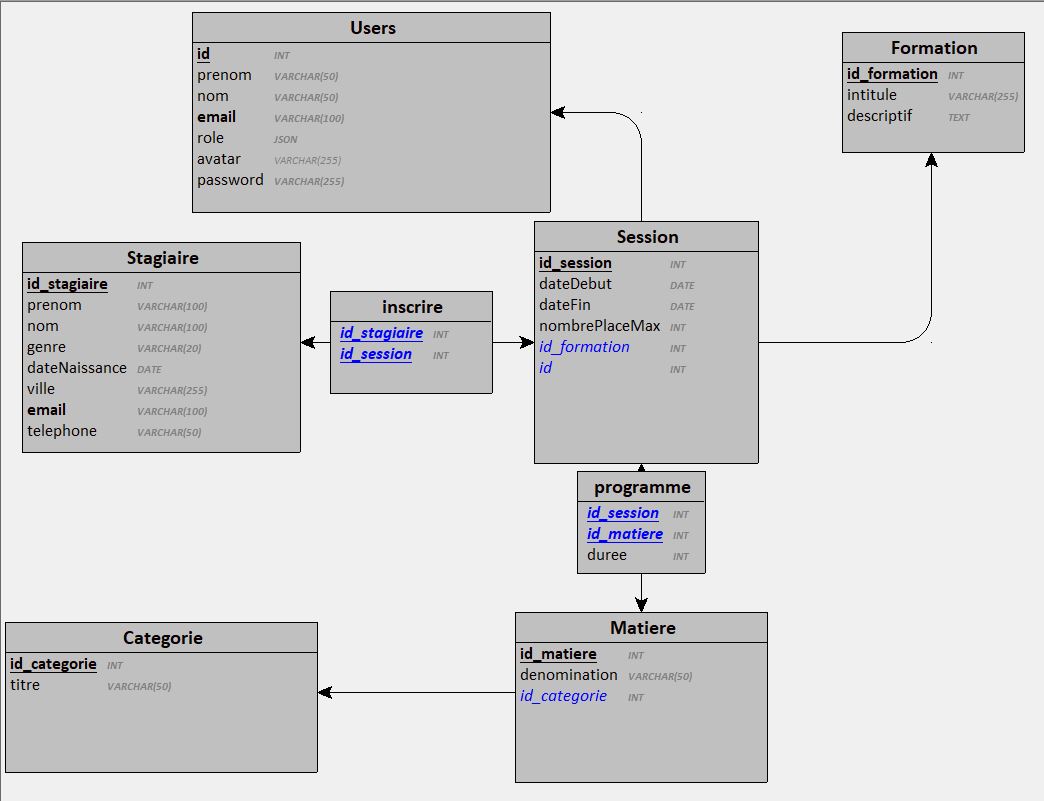 Users
id INT
prenom VARCHAR(50)
nom VARCHAR(50)
email VARCHAR(100)
role JSON
avatar VARCHAR(255)
password VARCHAR(255)
Formation
id_formation INT
intitule VARCHAR(255)
descriptif TEXT
Stagiaire
id_stagiaire INT
prenom VARCHAR(100)
nom VARCHAR(100)
genre VARCHAR(20)
dateNaissance DATE
ville VARCHAR(255)
email VARCHAR(100)
telephone VARCHAR(50)
inscrire
id_stagiaire INT
id_session INT
Session
id_session INT
dateDebut DATE
dateFin DATE
nombrePlaceMax INT
id_formation INT
id INT
programme
id_session INT
id_matiere INT
duree INT
Categorie
id_categorie INT
titre VARCHAR(50)
Matiere
id_matiere INT
denomination VARCHAR(50)
id_categorie INT